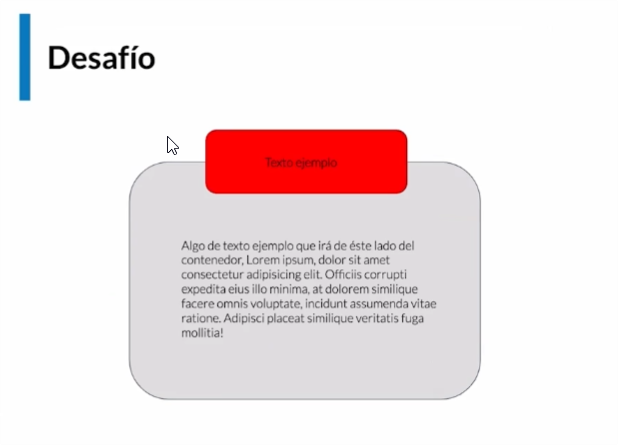 Desafío
Texto ejemplo
Algo de texto ejemplo que irá de éste lado del
contenedor, Lorem ipsum, dolor sit amet
consectetur adipisicing elit. Officiis corrupti
expedita eius illo minima, at dolorem similique
facere omnis voluptate, incidunt assumenda vitae
ratione. Adipisci placeat similique veritatis fuga
mollitia!